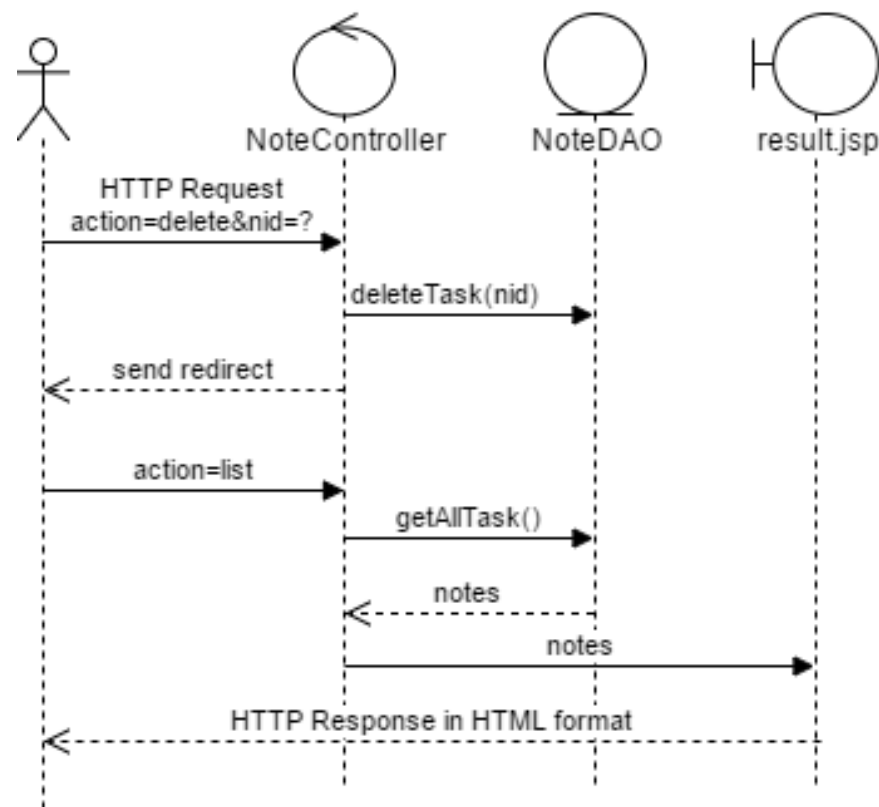 NoteController
NoteDAO
result.jsp
HTTP Request
action=delete&nid=?
deleteTask(nid)
send redirect
action=list
getAllTask()
notes
notes
HTTP Response in HTML format